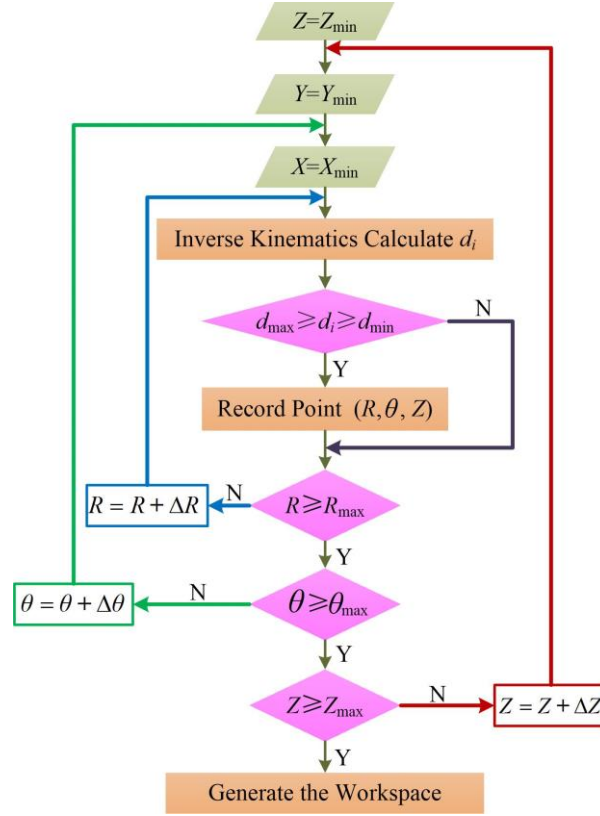 Z=Zmin
Y=Ymin
X=Xmin
Inverse Kinematics Calculate di
dmax⩾di⩾dmin
N
Y
Record Point (R,θ, Z)
R = R + ΔR
N
R⩾Rmax
Y
θ = θ + Δθ
N
θ⩾θmax
Y
Z⩾Zmax
N
Z = Z + ΔZ
Y
Generate the Workspace